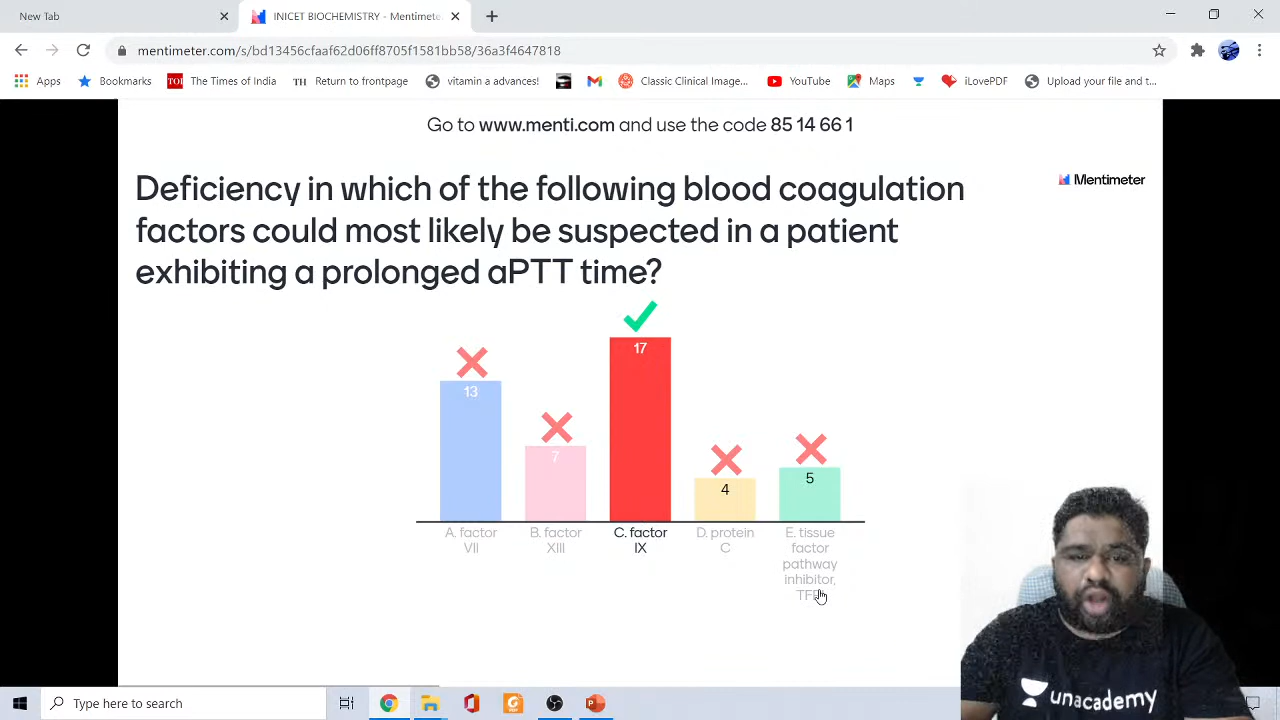 New Tab
INICET BIOCHEMISTRY - Mentimete
mentimeter.com/s/bd13456cfaaf62d06ff8705f1581bb58/36a3f4647818
Apps
Bookmarks
TOI
The Times of India
TH
Return to frontpage
vitamin a advances!
Classic Clinical Image...
YouTube
Maps
iLovePDF
Upload your file and t...
Go to www.menti.com and use the code 85 14 66 1
Mentimeter
Deficiency in which of the following blood coagulation
factors could most likely be suspected in a patient
exhibiting a prolonged aPTT time?
13
7
17
4
5
A. factor
VII
B. factor
XIII
C. factor
IX
D. protein
C
E. tissue
factor
pathway
inhibitor,
unacademy
Type here to search